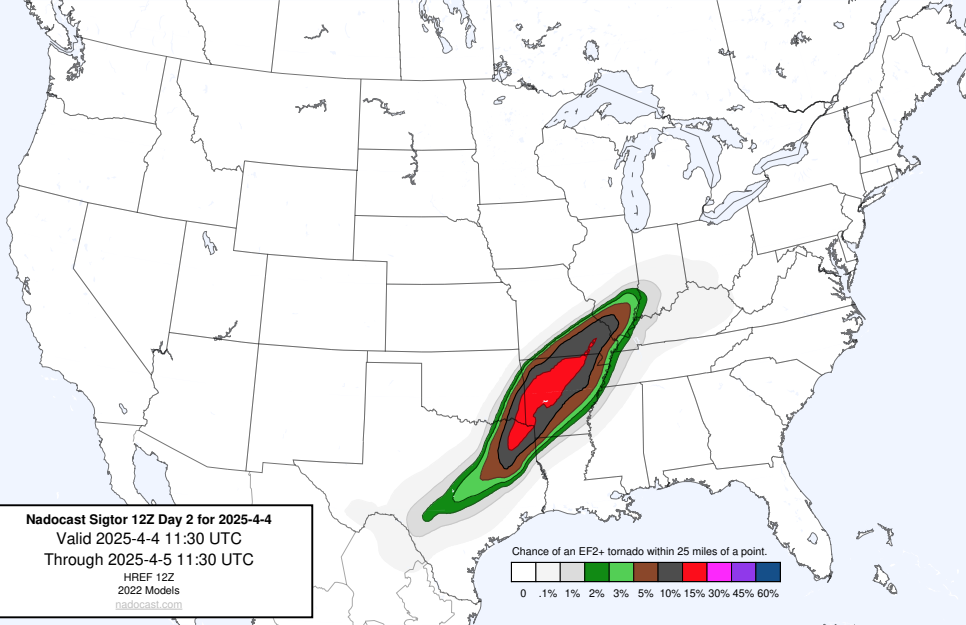 2
Nadocast Sigtor 12Z Day 2 for 2025-4-4
Valid 2025-4-4 11:30 UTC
Through 2025-4-5 11:30 UTC
HREF 12Z
2022 Models
nadocast.com
Chance of an EF2+ tornado within 25 miles of a point.
0 .1% 1% 2% 3% 5% 10% 15% 30% 45% 60%